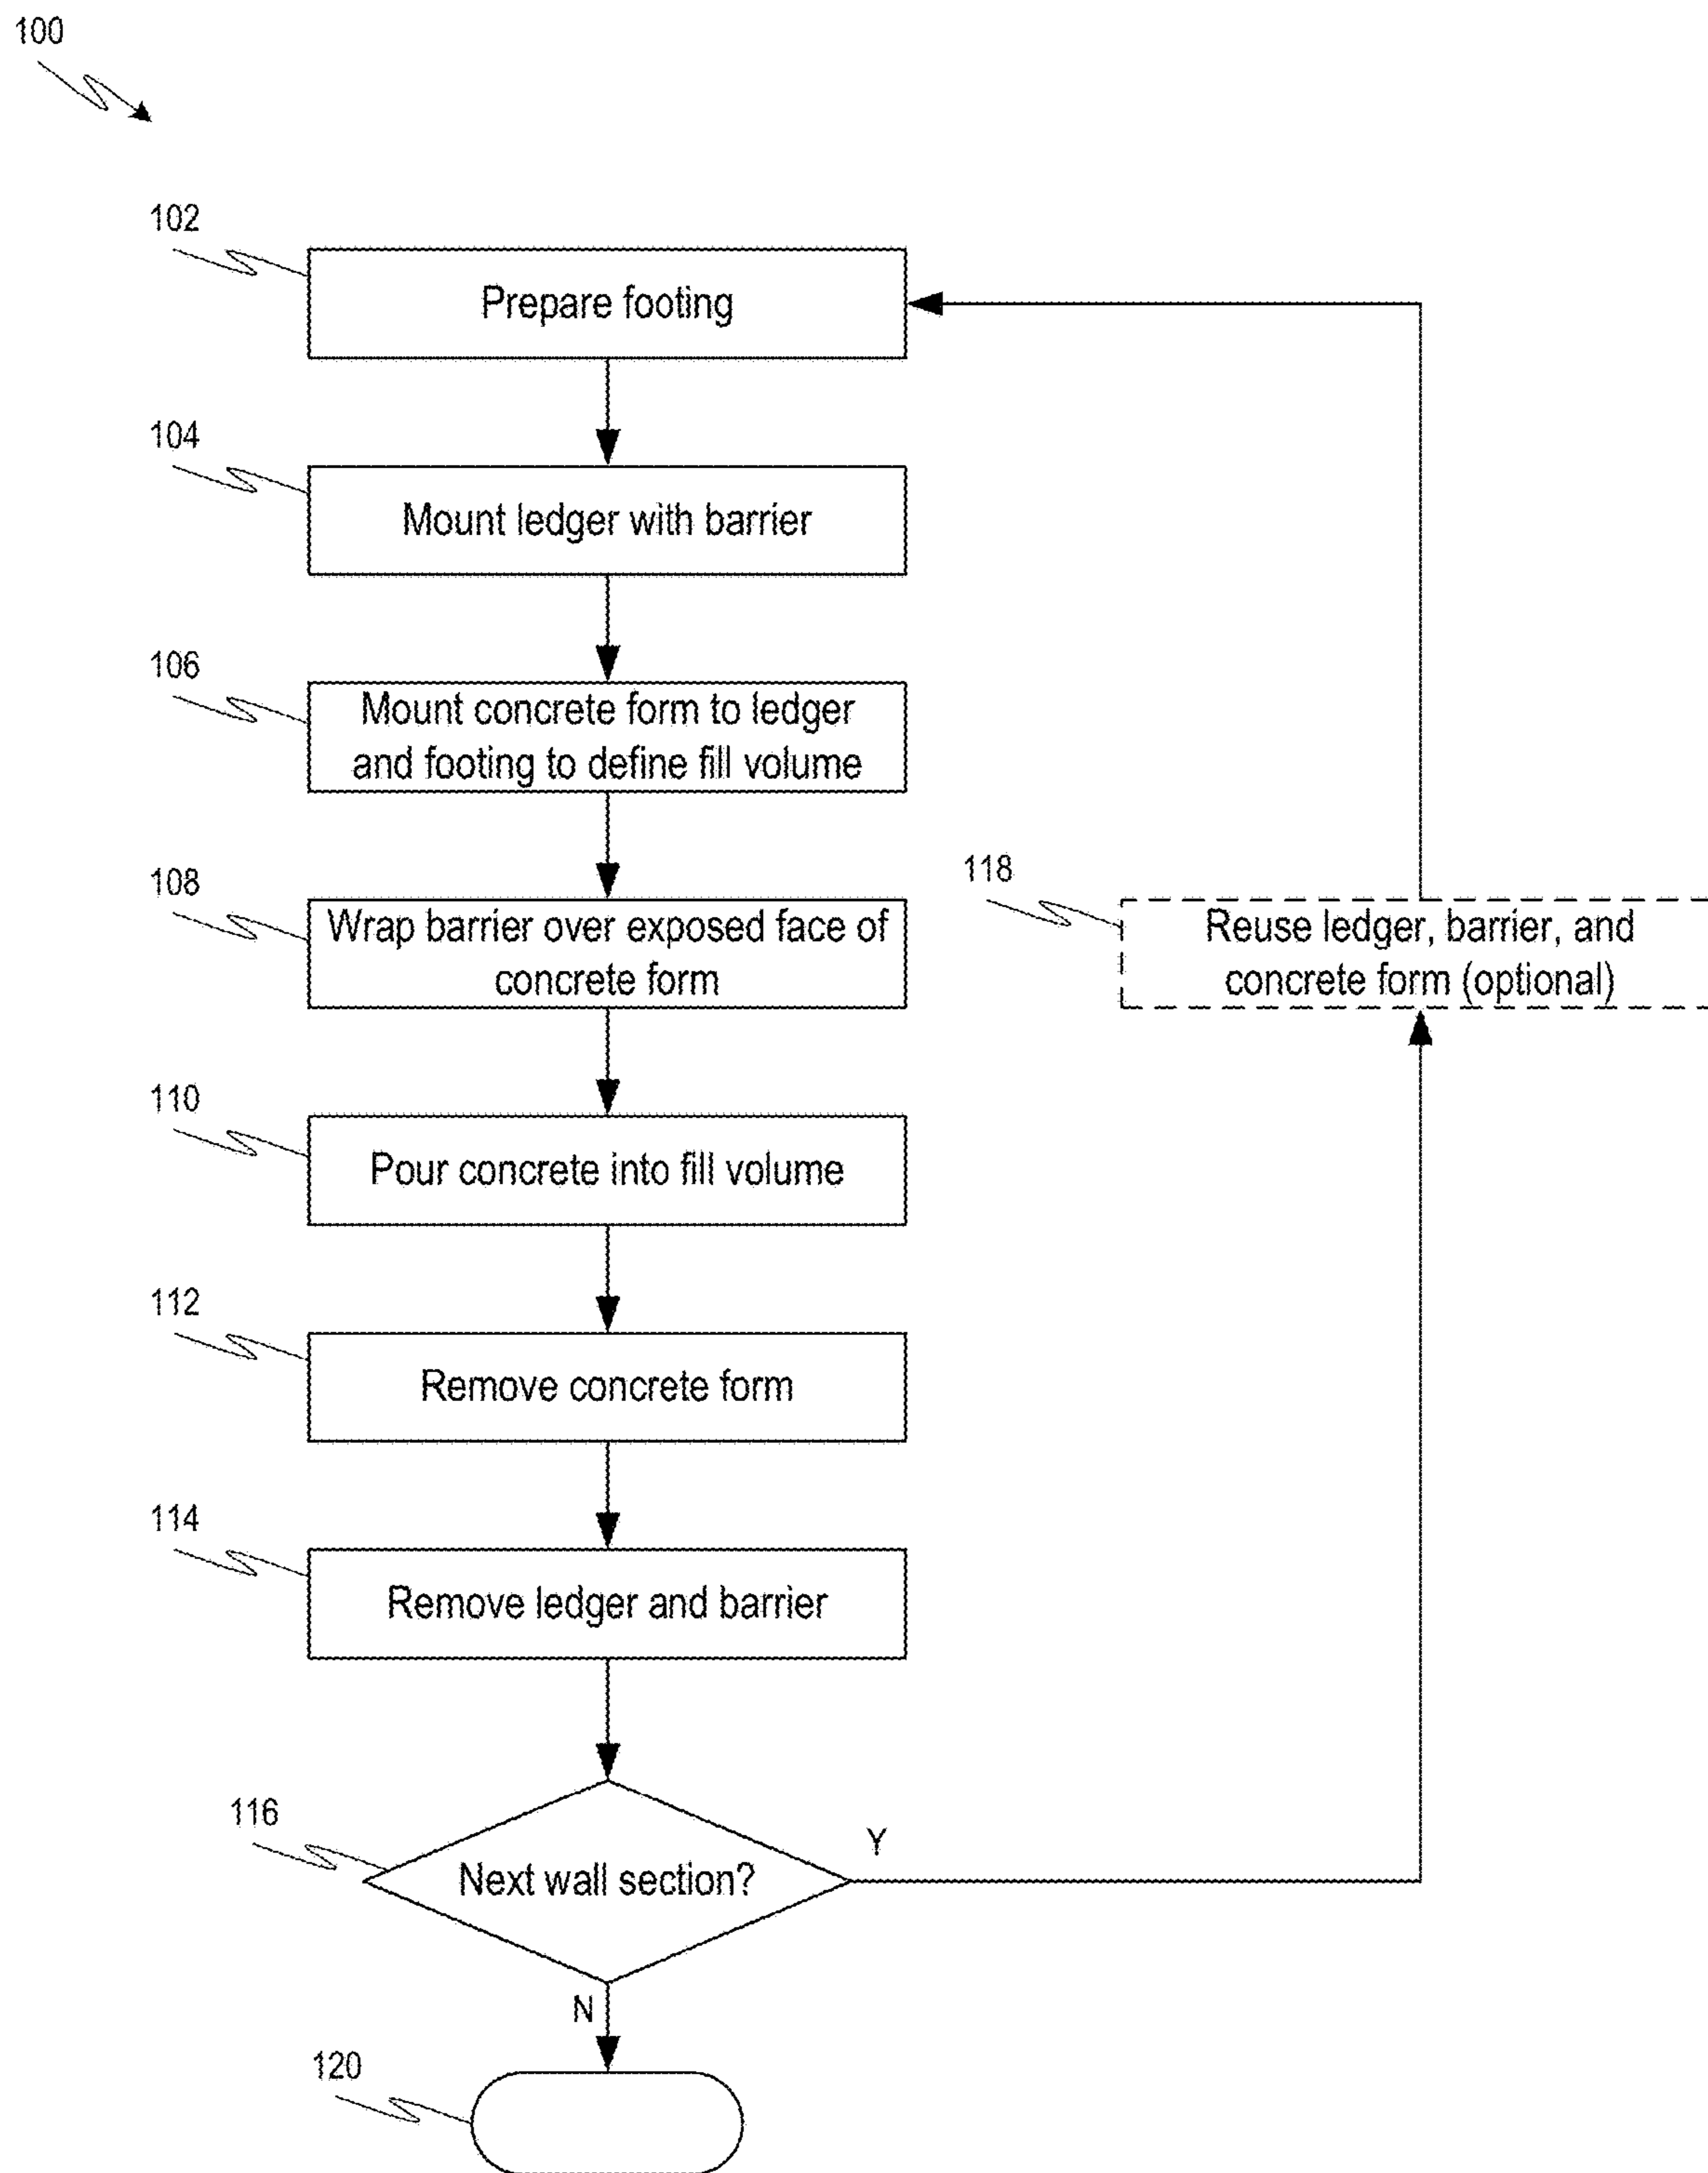 100
102
Prepare footing
104
Mount ledger with barrier
106
Mount concrete form to ledger
and footing to define fill volume
108
Wrap barrier over exposed face of
concrete form
118
Reuse ledger, barrier, and
concrete form (optional)
110
Pour concrete into fill volume
112
Remove concrete form
114
Remove ledger and barrier
116
Next wall section?
Y
N
120